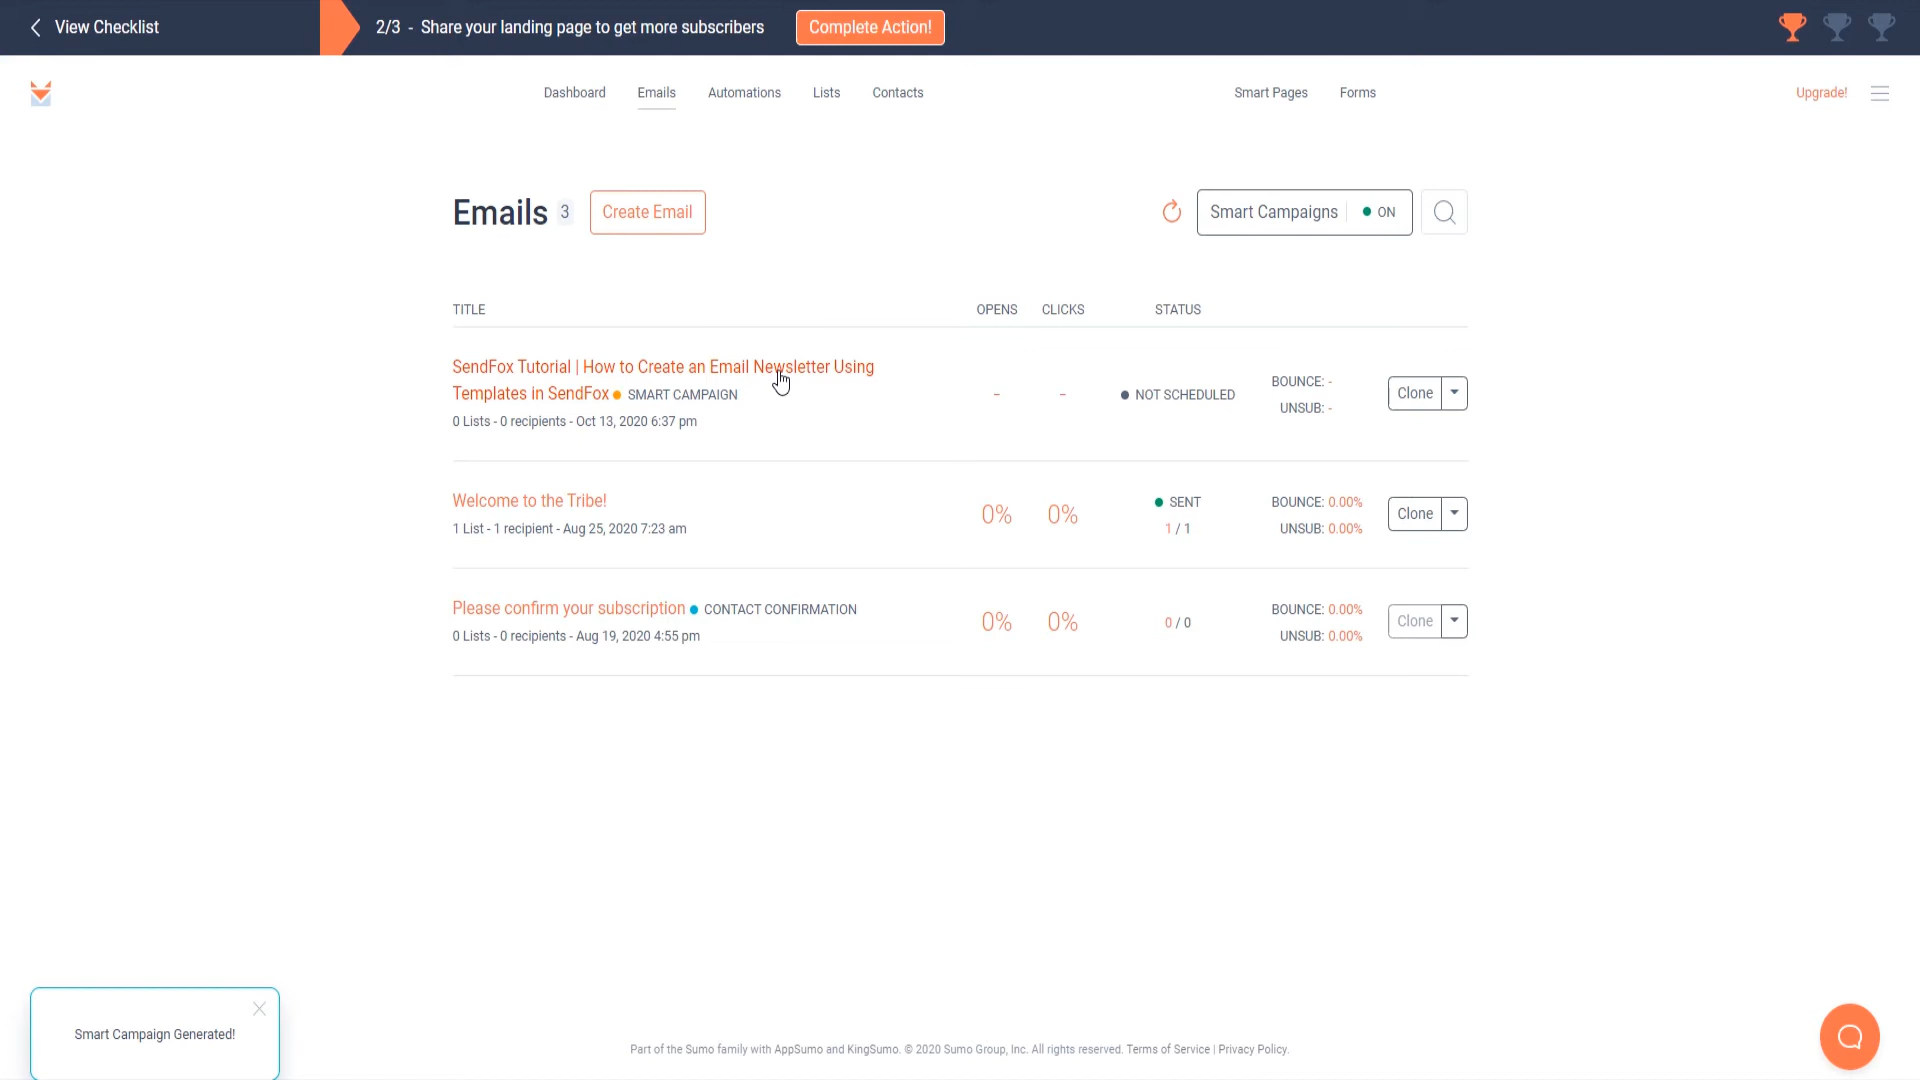 View Checklist
2/3 - Share your landing page to get more subscribers
Complete Action!
Dashboard
Emails
Automations
Lists
Contacts
Smart Pages
Forms
Upgrade!
Emails 3
Create Email
Smart Campaigns
ON
TITLE
OPENS
CLICKS
STATUS
SendFox Tutorial | How to Create an Email Newsletter Using
Templates in SendFox
SMART CAMPAIGN
0 Lists - 0 recipients - Oct 13, 2020 6:37 pm
-
-
NOT SCHEDULED
BOUNCE: -
UNSUB: -
Clone
Welcome to the Tribe!
1 List - 1 recipient - Aug 25, 2020 7:23 am
0%
0%
SENT
1 / 1
BOUNCE: 0.00%
UNSUB: 0.00%
Clone
Please confirm your subscription
CONTACT CONFIRMATION
0 Lists - 0 recipients - Aug 19, 2020 4:55 pm
0%
0%
0 / 0
BOUNCE: 0.00%
UNSUB: 0.00%
Clone
Smart Campaign Generated!
Part of the Sumo family with AppSumo and KingSumo. © 2020 Sumo Group, Inc. All rights reserved. Terms of Service | Privacy Policy.